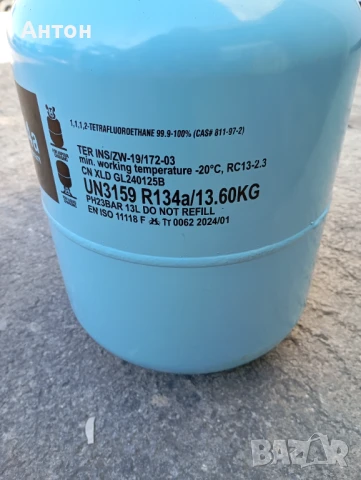 Антон
1,1,1,2-TETRAFLUOROETHANE 99.9-100% (CAS# 811-97-2)
TER INS/ZW-19/172-03
min. working temperature -20°C, RC13-2.3
CN XLD GL240125B
UN3159 R134a/13.60KG
PH23BAR 13L DO NOT REFILL
EN ISO 11118 F TT 0062 2024/01
BAZAR